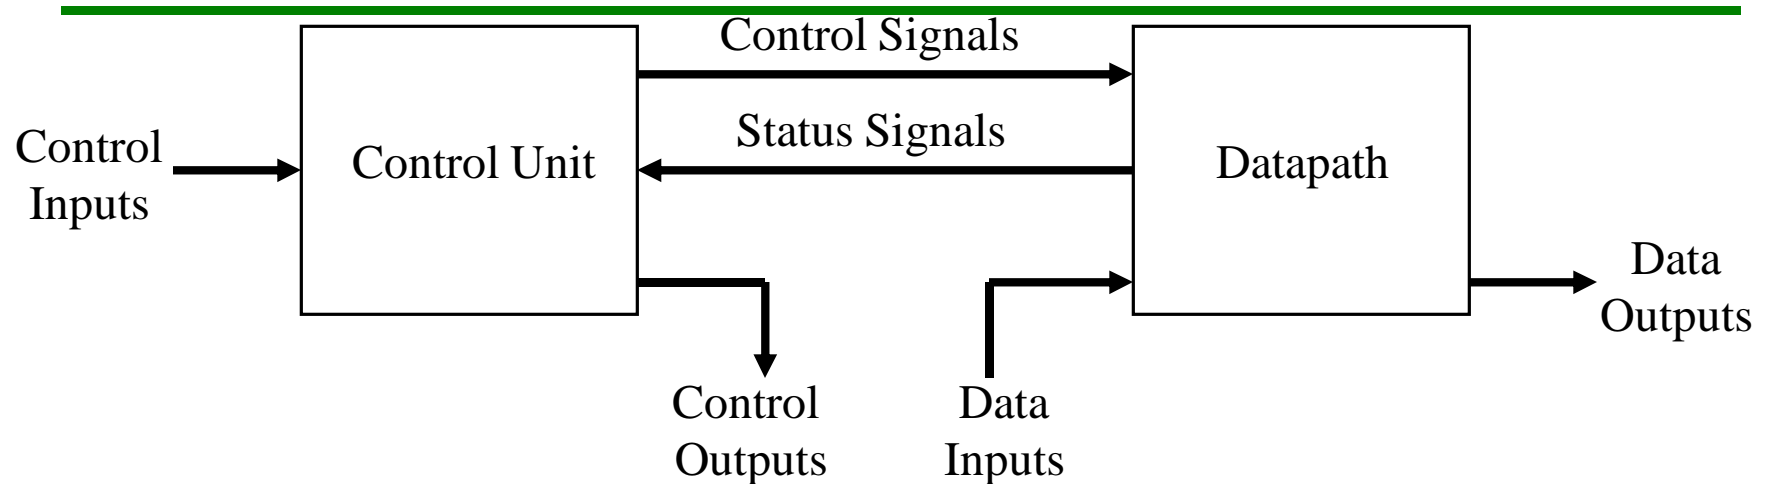 Control Signals
Status Signals
Control
Inputs
Control Unit
Datapath
Data
Outputs
Control
Outputs
Data
Inputs